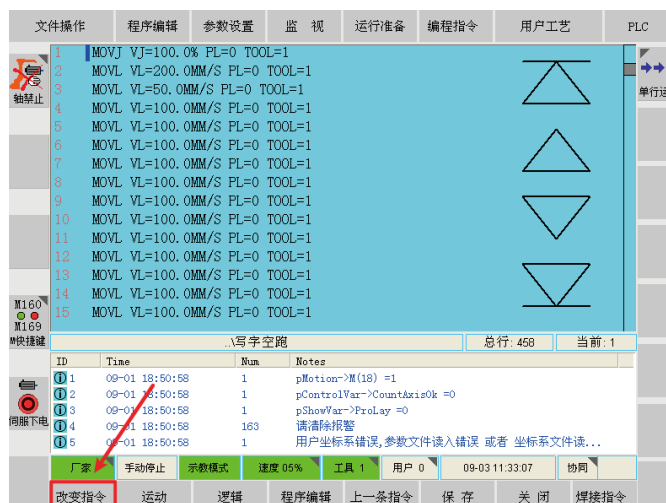 文件操作 程序编辑 参数设置 监 视 运行准备 编程指令 用户工艺 PLC
1 MOVJ VJ=100.0% PL=0 TOOL=1
2 MOVL VL=200.0MM/S PL=0 TOOL=1
3 MOVL VL=50.0MM/S PL=0 TOOL=1
4 MOVL VL=100.0MM/S PL=0 TOOL=1
5 MOVL VL=100.0MM/S PL=0 TOOL=1
6 MOVL VL=100.0MM/S PL=0 TOOL=1
7 MOVL VL=100.0MM/S PL=0 TOOL=1
8 MOVL VL=100.0MM/S PL=0 TOOL=1
9 MOVL VL=100.0MM/S PL=0 TOOL=1
10 MOVL VL=100.0MM/S PL=0 TOOL=1
11 MOVL VL=100.0MM/S PL=0 TOOL=1
12 MOVL VL=100.0MM/S PL=0 TOOL=1
13 MOVL VL=100.0MM/S PL=0 TOOL=1
14 MOVL VL=100.0MM/S PL=0 TOOL=1
15 MOVL VL=100.0MM/S PL=0 TOOL=1
轴禁止
单行运
M160
M169
M快捷键
伺服下电
..\写字空跑 总行: 458 当前: 1
ID Time Num Notes
1 09-01 18:50:58 1 pMotion->M(18) =1
2 09-01 18:50:58 1 pControlVar->CountAxisOk =0
3 09-01 18:50:58 1 pShowVar->ProLay =0
4 09-01 18:50:58 163 请清除报警
5 09-01 18:50:58 1 用户坐标系错误,参数文件读入错误 或者 坐标系文件读...
厂家 手动停止 示教模式 速度 05% 工具 1 用户 0 09-03 11:33:07 协同
改变指令 运动 逻辑 程序编辑 上一条指令 保 存 关 闭 焊接指令